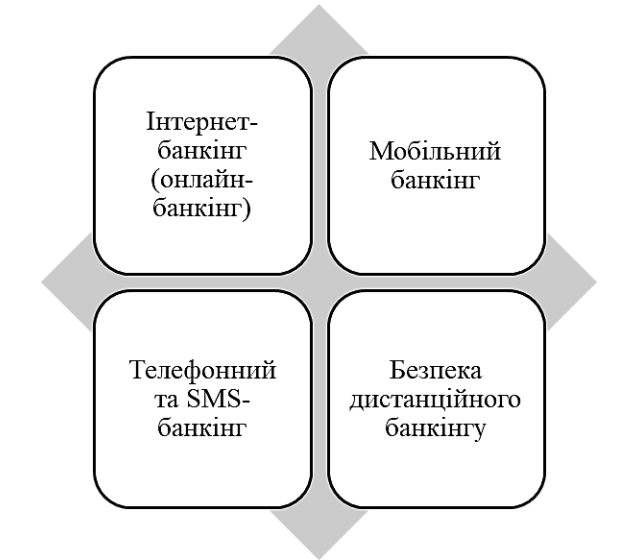 Інтернет-
банкінг
(онлайн-
банкінг)
Мобільний
банкінг
Телефонний
та SMS-
банкінг
Безпека
дистанційного
банкінгу